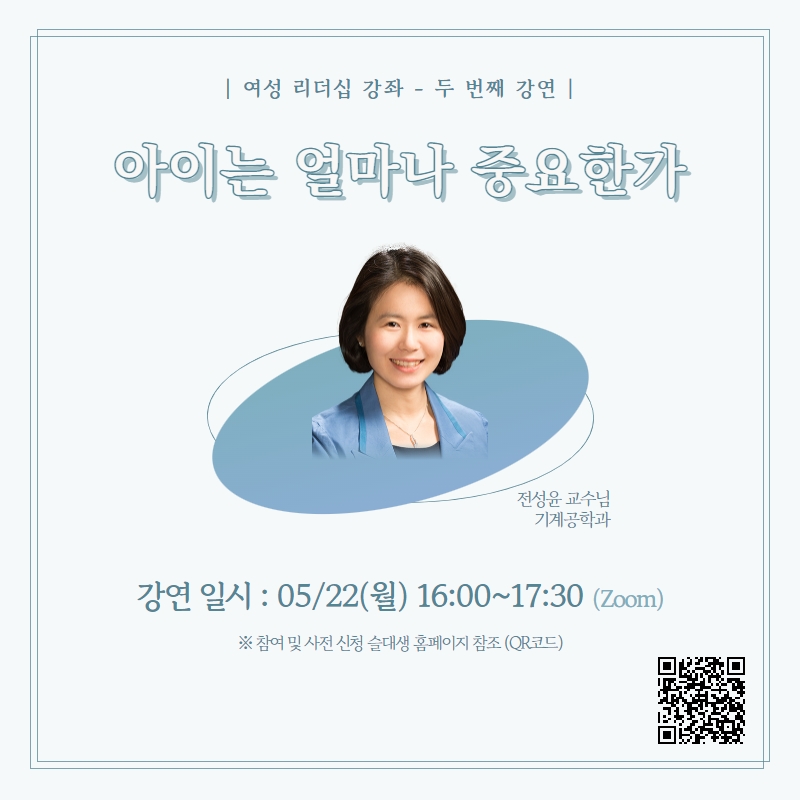 | 여성 리더십 강좌 - 두 번째 강연 |
아이는 얼마나 중요한가
전성윤 교수님
기계공학과
강연 일시 : 05/22(월) 16:00~17:30 (Zoom)
※ 참여 및 사전 신청 슬대생 홈페이지 참조 (QR코드)